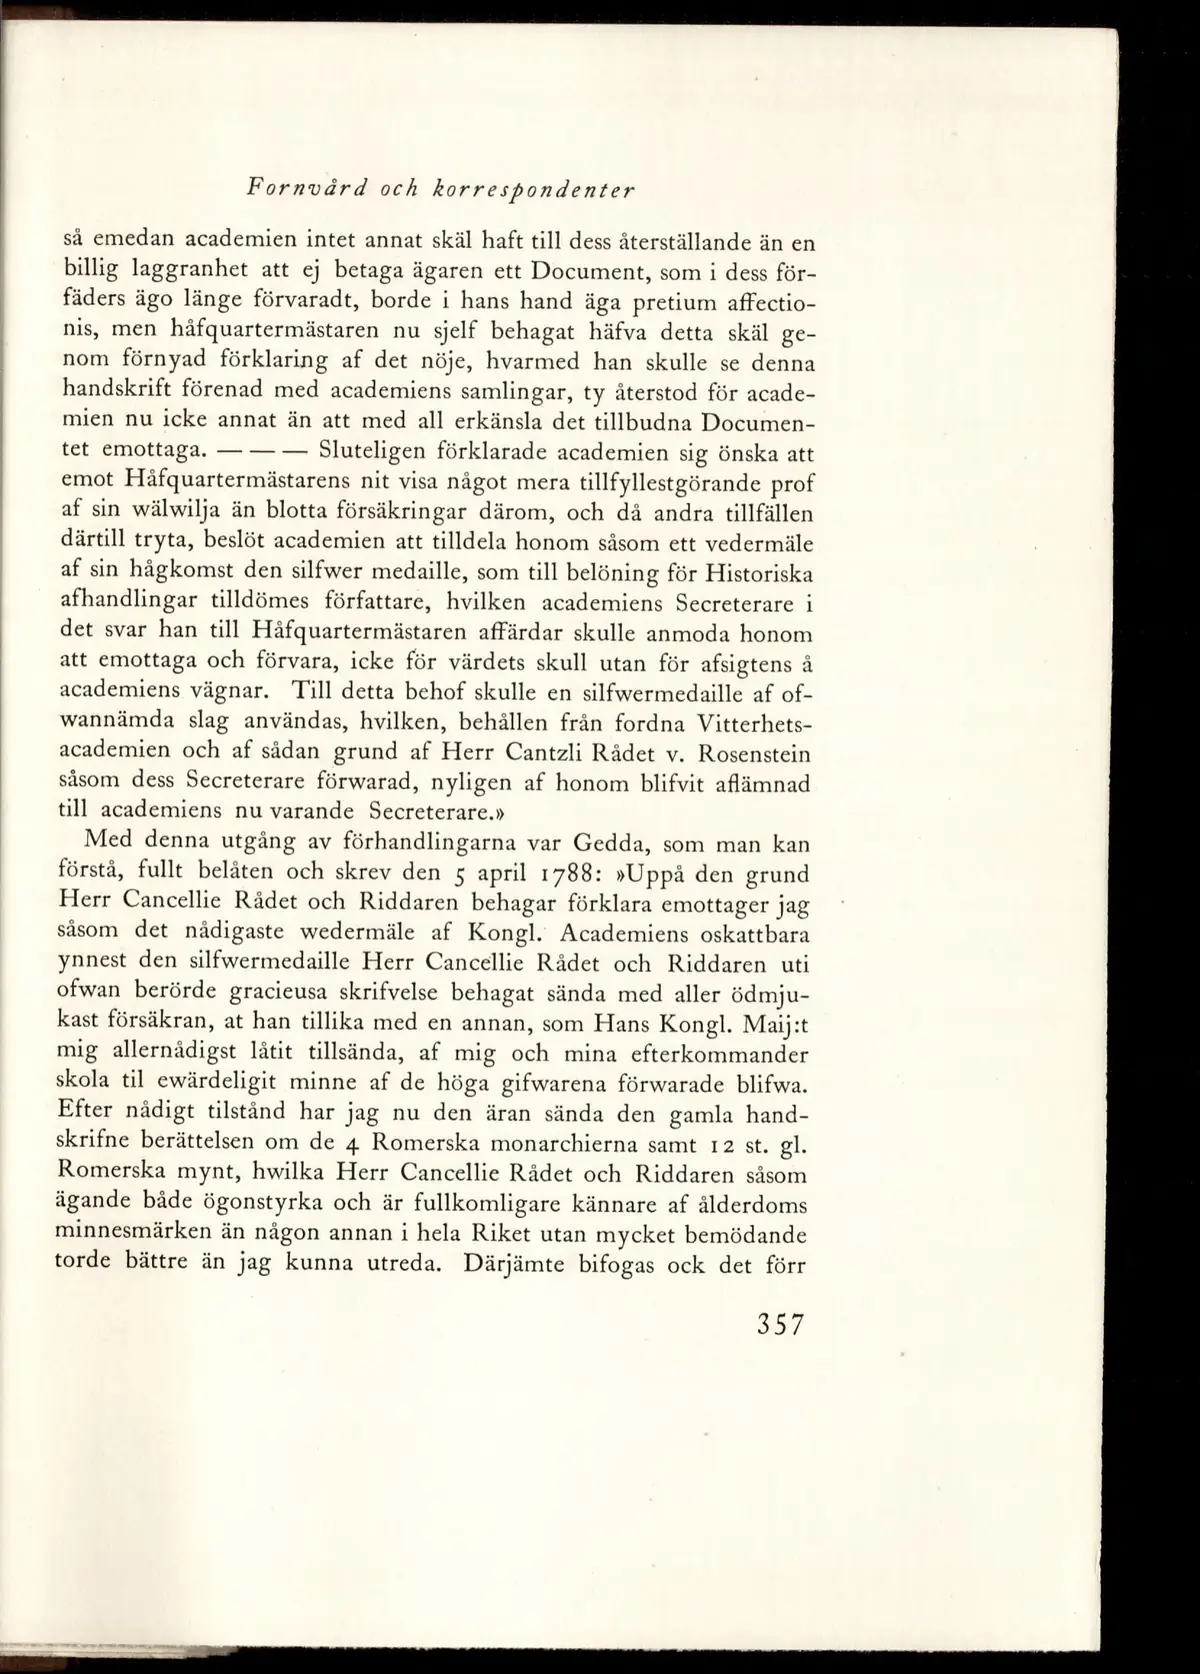 Fornvård och korrespondenter
så emedan academien intet annat skäl haft till dess återställande än en
billig laggranhet att ej betaga ägaren ett Document, som i dess för-
fäders ägo länge förvaradt, borde i hans hand äga pretium affectio-
nis, men håfquartermästaren nu sjelf behagat häfva detta skäl ge-
nom förnyad förklaring af det nöje, hvarmed han skulle se denna
handskrift förenad med academiens samlingar, ty återstod för acade-
mien nu icke annat än att med all erkänsla det tillbudna Documen-
tet emottaga. — — — Sluteligen förklarade academien sig önska att
emot Håfquartermästarens nit visa något mera tillfyllestgörande prof
af sin wälwilja än blotta försäkringar därom, och då andra tillfällen
därtill tryta, beslöt academien att tilldela honom såsom ett vedermäle
af sin hågkomst den silfwer medaille, som till belöning för Historiska
afhandlingar tilldömes författare, hvilken academiens Secreterare i
det svar han till Håfquartermästaren affärdar skulle anmoda honom
att emottaga och förvara, icke för värdets skull utan för afsigtens å
academiens vägnar. Till detta behof skulle en silfwermedaille af of-
wannämda slag användas, hvilken, behållen från fordna Vitterhets-
academien och af sådan grund af Herr Cantzli Rådet v. Rosenstein
såsom dess Secreterare förwarad, nyligen af honom blifvit aflämnad
till academiens nu varande Secreterare.»
Med denna utgång av förhandlingarna var Gedda, som man kan
förstå, fullt belåten och skrev den 5 april 1788: »Uppå den grund
Herr Cancellie Rådet och Riddaren behagar förklara emottager jag
såsom det nådigaste wedermäle af Kongl. Academiens oskattbara
ynnest den silfwermedaille Herr Cancellie Rådet och Riddaren uti
ofwan berörde gracieusa skrifvelse behagat sända med aller ödmju-
kast försäkran, at han tillika med en annan, som Hans Kongl. Maij:t
mig allernådigst låtit tillsända, af mig och mina efterkommander
skola til ewärdeligit minne af de höga gifwarena förwarade blifwa.
Efter nådigt tilstånd har jag nu den äran sända den gamla hand-
skrifne berättelsen om de 4 Romerska monarchierna samt 12 st. gl.
Romerska mynt, hwilka Herr Cancellie Rådet och Riddaren såsom
ägande både ögonstyrka och är fullkomligare kännare af ålderdoms
minnesmärken än någon annan i hela Riket utan mycket bemödande
torde bättre än jag kunna utreda. Därjämte bifogas ock det förr
357